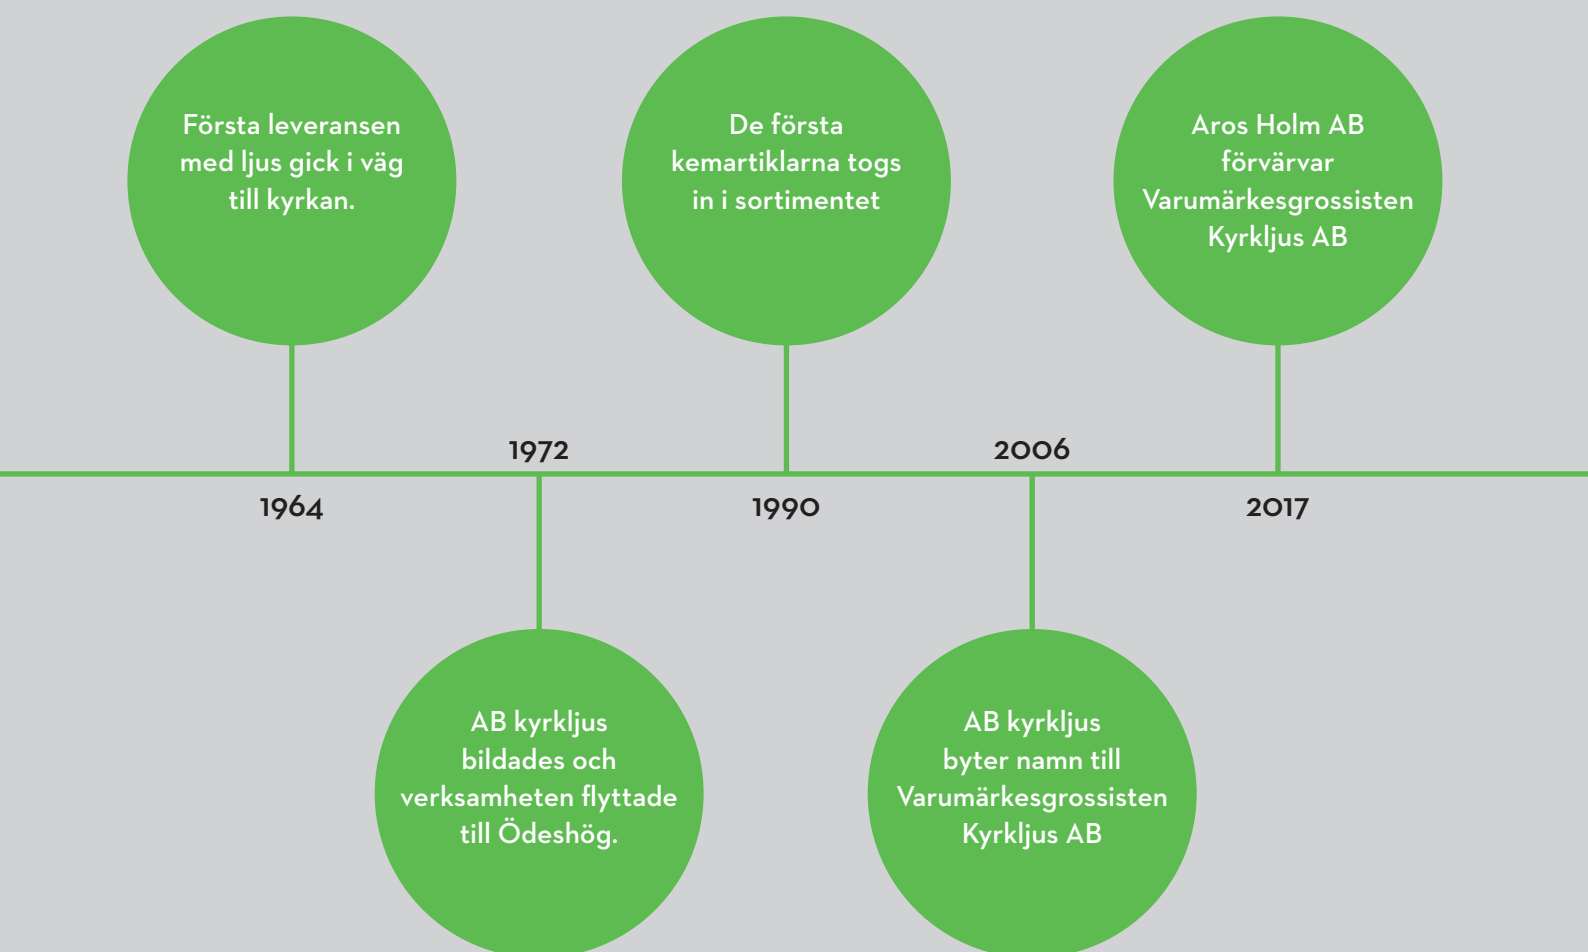 Första leveransen
med ljus gick i väg
till kyrkan.
1964
1972
AB kyrkljus
bildades och
verksamheten flyttade
till Ödeshög.
De första
kemartiklarna togs
in i sortimentet
1990
2006
AB kyrkljus
byter namn till
Varumärkesgrossisten
Kyrkljus AB
Aros Holm AB
förvärvar
Varumärkesgrossisten
Kyrkljus AB
2017